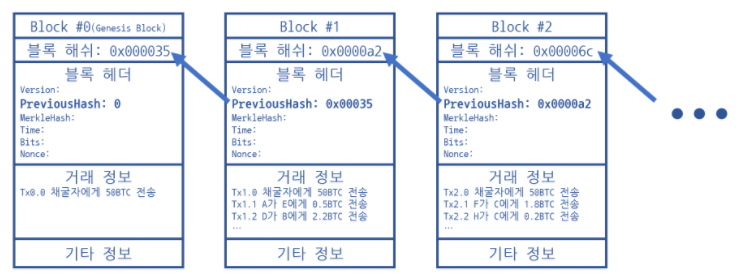 Block #0(Genesis Block)
블록 해쉬: 0x000035
블록 헤더
Version:
PreviousHash: 0
MerkleHash:
Time:
Bits:
Nonce:
거래 정보
Tx0.0 채굴자에게 50BTC 전송
기타 정보
Block #1
블록 해쉬: 0x0000a2
블록 헤더
Version:
PreviousHash: 0x00035
MerkleHash:
Time:
Bits:
Nonce:
거래 정보
Tx1.0 채굴자에게 50BTC 전송
Tx1.1 A가 E에게 0.5BTC 전송
Tx1.2 D가 B에게 2.2BTC 전송
…
기타 정보
Block #2
블록 해쉬: 0x00006c
블록 헤더
Version:
PreviousHash: 0x0000a2
MerkleHash:
Time:
Bits:
Nonce:
거래 정보
Tx2.0 채굴자에게 50BTC 전송
Tx2.1 F가 C에게 1.8BTC 전송
Tx2.2 H가 C에게 0.2BTC 전송
…
기타 정보